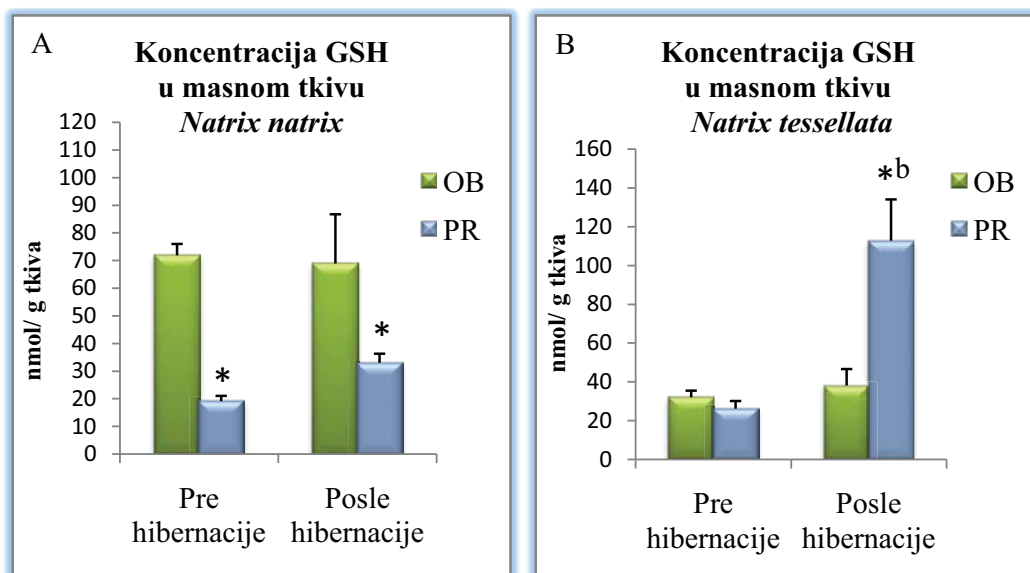 A
Koncentracija GSH
u masnom tkivu
Natrix natrix
nmol/ g tkiva
120
110
100
90
80
70
60
50
40
30
20
10
0
*
*
OB
PR
Pre
hibernacije
Posle
hibernacije
B
Koncentracija GSH
u masnom tkivu
Natrix tessellata
nmol/ g tkiva
160
140
120
100
80
60
40
20
0
*b
OB
PR
Pre
hibernacije
Posle
hibernacije